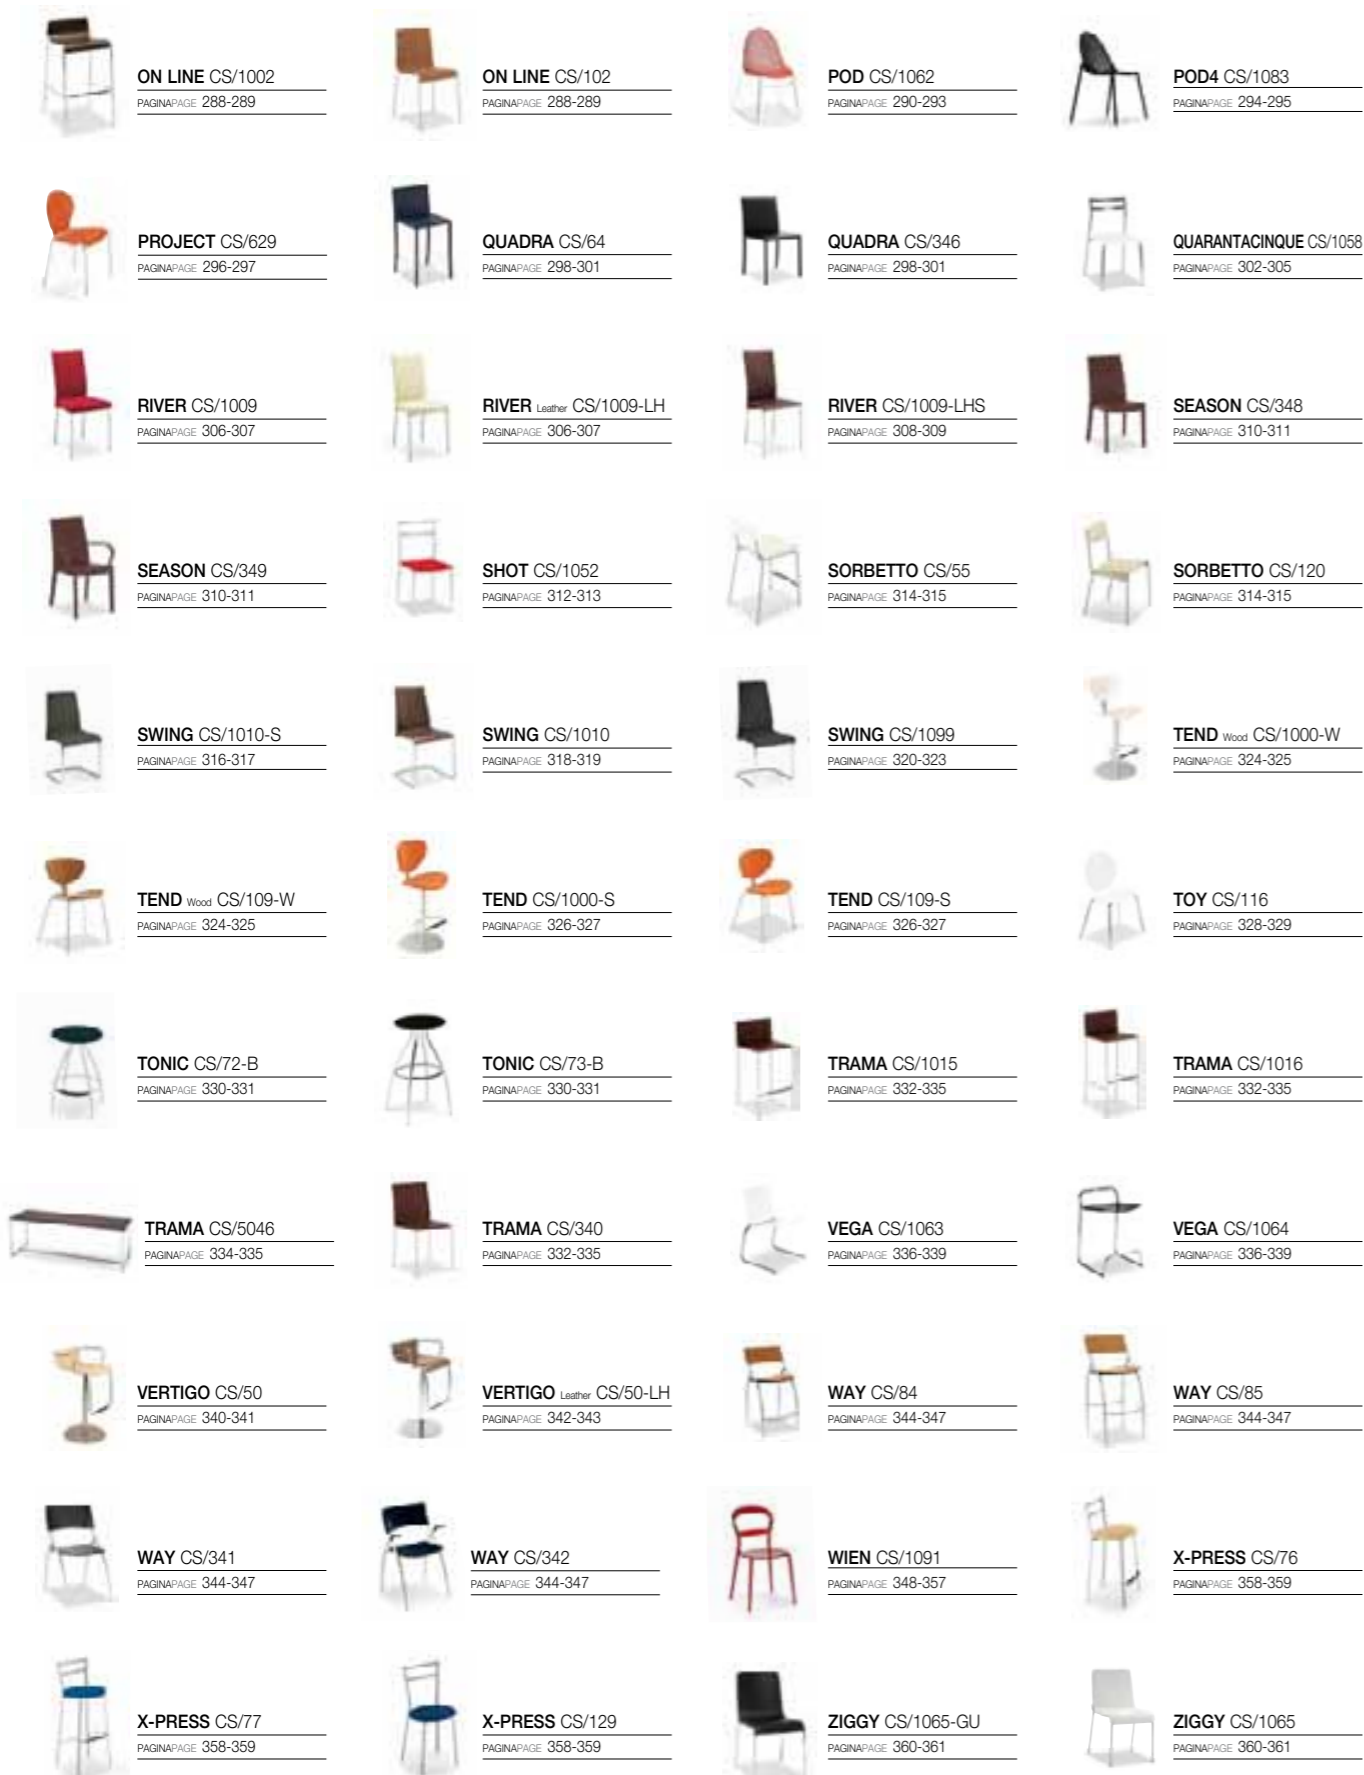 ON LINE CS/1002
PAGINAPAGE 288-289
ON LINE CS/102
PAGINAPAGE 288-289
POD CS/1062
PAGINAPAGE 290-293
POD4 CS/1083
PAGINAPAGE 294-295
PROJECT CS/629
PAGINAPAGE 296-297
QUADRA CS/64
PAGINAPAGE 298-301
QUADRA CS/346
PAGINAPAGE 298-301
QUARANTACINQUE CS/1058
PAGINAPAGE 302-305
RIVER CS/1009
PAGINAPAGE 306-307
RIVER Leather CS/1009-LH
PAGINAPAGE 306-307
RIVER CS/1009-LHS
PAGINAPAGE 308-309
SEASON CS/348
PAGINAPAGE 310-311
SEASON CS/349
PAGINAPAGE 310-311
SHOT CS/1052
PAGINAPAGE 312-313
SORBETTO CS/55
PAGINAPAGE 314-315
SORBETTO CS/120
PAGINAPAGE 314-315
SWING CS/1010-S
PAGINAPAGE 316-317
SWING CS/1010
PAGINAPAGE 318-319
SWING CS/1099
PAGINAPAGE 320-323
TEND Wood CS/1000-W
PAGINAPAGE 324-325
TEND Wood CS/109-W
PAGINAPAGE 324-325
TEND CS/1000-S
PAGINAPAGE 326-327
TEND CS/109-S
PAGINAPAGE 326-327
TOY CS/116
PAGINAPAGE 328-329
TONIC CS/72-B
PAGINAPAGE 330-331
TONIC CS/73-B
PAGINAPAGE 330-331
TRAMA CS/1015
PAGINAPAGE 332-335
TRAMA CS/1016
PAGINAPAGE 332-335
TRAMA CS/5046
PAGINAPAGE 334-335
TRAMA CS/340
PAGINAPAGE 332-335
VEGA CS/1063
PAGINAPAGE 336-339
VEGA CS/1064
PAGINAPAGE 336-339
VERTIGO CS/50
PAGINAPAGE 340-341
VERTIGO Leather CS/50-LH
PAGINAPAGE 342-343
WAY CS/84
PAGINAPAGE 344-347
WAY CS/85
PAGINAPAGE 344-347
WAY CS/341
PAGINAPAGE 344-347
WAY CS/342
PAGINAPAGE 344-347
WIEN CS/1091
PAGINAPAGE 348-357
X-PRESS CS/76
PAGINAPAGE 358-359
X-PRESS CS/77
PAGINAPAGE 358-359
X-PRESS CS/129
PAGINAPAGE 358-359
ZIGGY CS/1065-GU
PAGINAPAGE 360-361
ZIGGY CS/1065
PAGINAPAGE 360-361